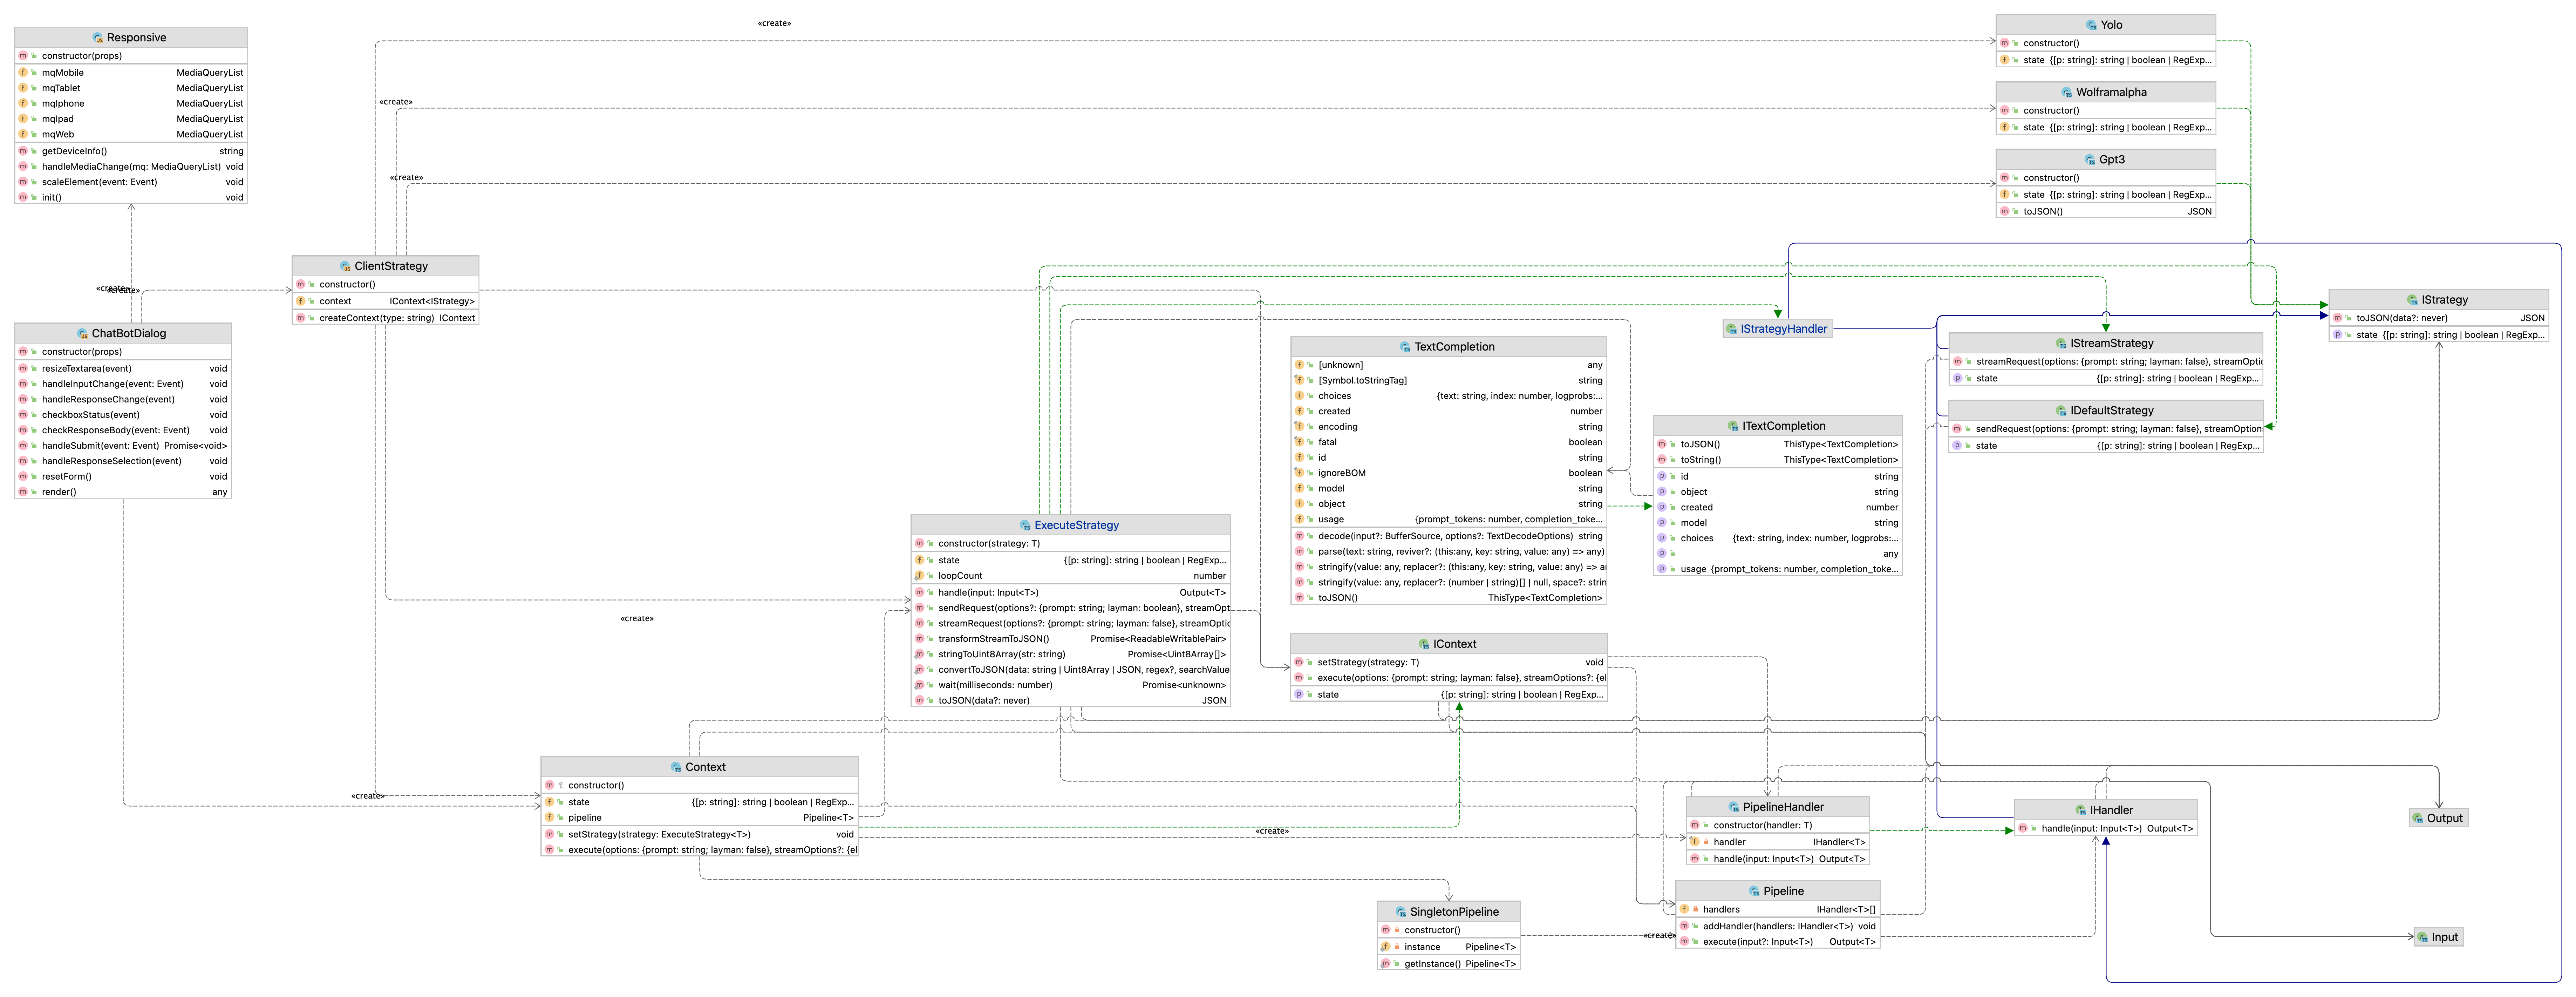 «create»
Responsive
constructor(props)
mqMobile MediaQueryList
mqTablet MediaQueryList
mqIphone MediaQueryList
mqIpad MediaQueryList
mqWeb MediaQueryList
getDeviceInfo() string
handleMediaChange(mq: MediaQueryList) void
scaleElement(event: Event) void
init() void
Yolo
constructor()
state {[p: string]: string | boolean | RegExp...
«create»
Wolframalpha
constructor()
state {[p: string]: string | boolean | RegExp...
«create»
Gpt3
constructor()
state {[p: string]: string | boolean | RegExp...
toJSON() JSON
ClientStrategy
constructor()
context IContext<IStrategy>
createContext(type: string) IContext
«create»
«create»
ChatBotDialog
constructor(props)
resizeTextarea(event) void
handleInputChange(event: Event) void
handleResponseChange(event) void
checkboxStatus(event) void
checkResponseBody(event: Event) void
handleSubmit(event: Event) Promise<void>
handleResponseSelection(event) void
resetForm() void
render() any
IStrategy
toJSON(data?: never) JSON
state {[p: string]: string | boolean | RegExp...
IStrategyHandler
IStreamStrategy
streamRequest(options: {prompt: string; layman: false}, streamOptic
state {[p: string]: string | boolean | RegExp...
IDefaultStrategy
sendRequest(options: {prompt: string; layman: false}, streamOption:
state {[p: string]: string | boolean | RegExp...
TextCompletion
[unknown] any
[Symbol.toStringTag] string
choices {text: string, index: number, logprobs:...
created number
encoding string
fatal boolean
id string
ignoreBOM boolean
model string
object string
usage {prompt_tokens: number, completion_toke...
decode(input?: BufferSource, options?: TextDecodeOptions) string
parse(text: string, reviver?: (this:any, key: string, value: any) => any)
stringify(value: any, replacer?: (this:any, key: string, value: any) => ai
stringify(value: any, replacer?: (number | string)[] | null, space?: strin
toJSON() ThisType<TextCompletion>
ITextCompletion
toJSON() ThisType<TextCompletion>
toString() ThisType<TextCompletion>
id string
object string
created number
model string
choices {text: string, index: number, logprobs:...
any
usage {prompt_tokens: number, completion_toke...
ExecuteStrategy
constructor(strategy: T)
state {[p: string]: string | boolean | RegExp...
loopCount number
handle(input: Input<T>) Output<T>
sendRequest(options?: {prompt: string; layman: boolean}, streamOpt
streamRequest(options?: {prompt: string; layman: false}, streamOptic
transformStreamToJSON() Promise<ReadableWritablePair>
stringToUint8Array(str: string) Promise<Uint8Array[]>
convertToJSON(data: string | Uint8Array | JSON, regex?, searchValue
wait(milliseconds: number) Promise<unknown>
toJSON(data?: never) JSON
«create»
IContext
setStrategy(strategy: T) void
execute(options: {prompt: string; layman: false}, streamOptions?: {el
state {[p: string]: string | boolean | RegExp...
Context
constructor()
state {[p: string]: string | boolean | RegExp...
pipeline Pipeline<T>
setStrategy(strategy: ExecuteStrategy<T>) void
execute(options: {prompt: string; layman: false}, streamOptions?: {el
«create»
«create»
PipelineHandler
constructor(handler: T)
handler IHandler<T>
handle(input: Input<T>) Output<T>
IHandler
handle(input: Input<T>) Output<T>
Output
Pipeline
handlers IHandler<T>[]
addHandler(handlers: IHandler<T>) void
execute(input?: Input<T>) Output<T>
SingletonPipeline
constructor()
instance Pipeline<T>
getInstance() Pipeline<T>
«create»
Input